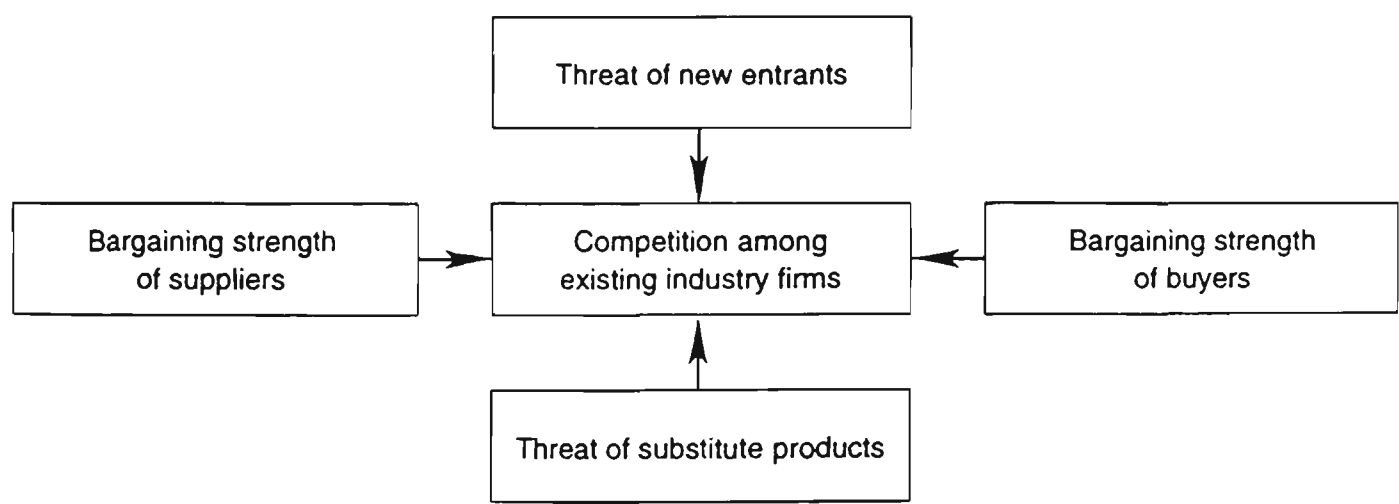 Threat of new entrants
Bargaining strength
of suppliers
Competition among
existing industry firms
Bargaining strength
of buyers
Threat of substitute products